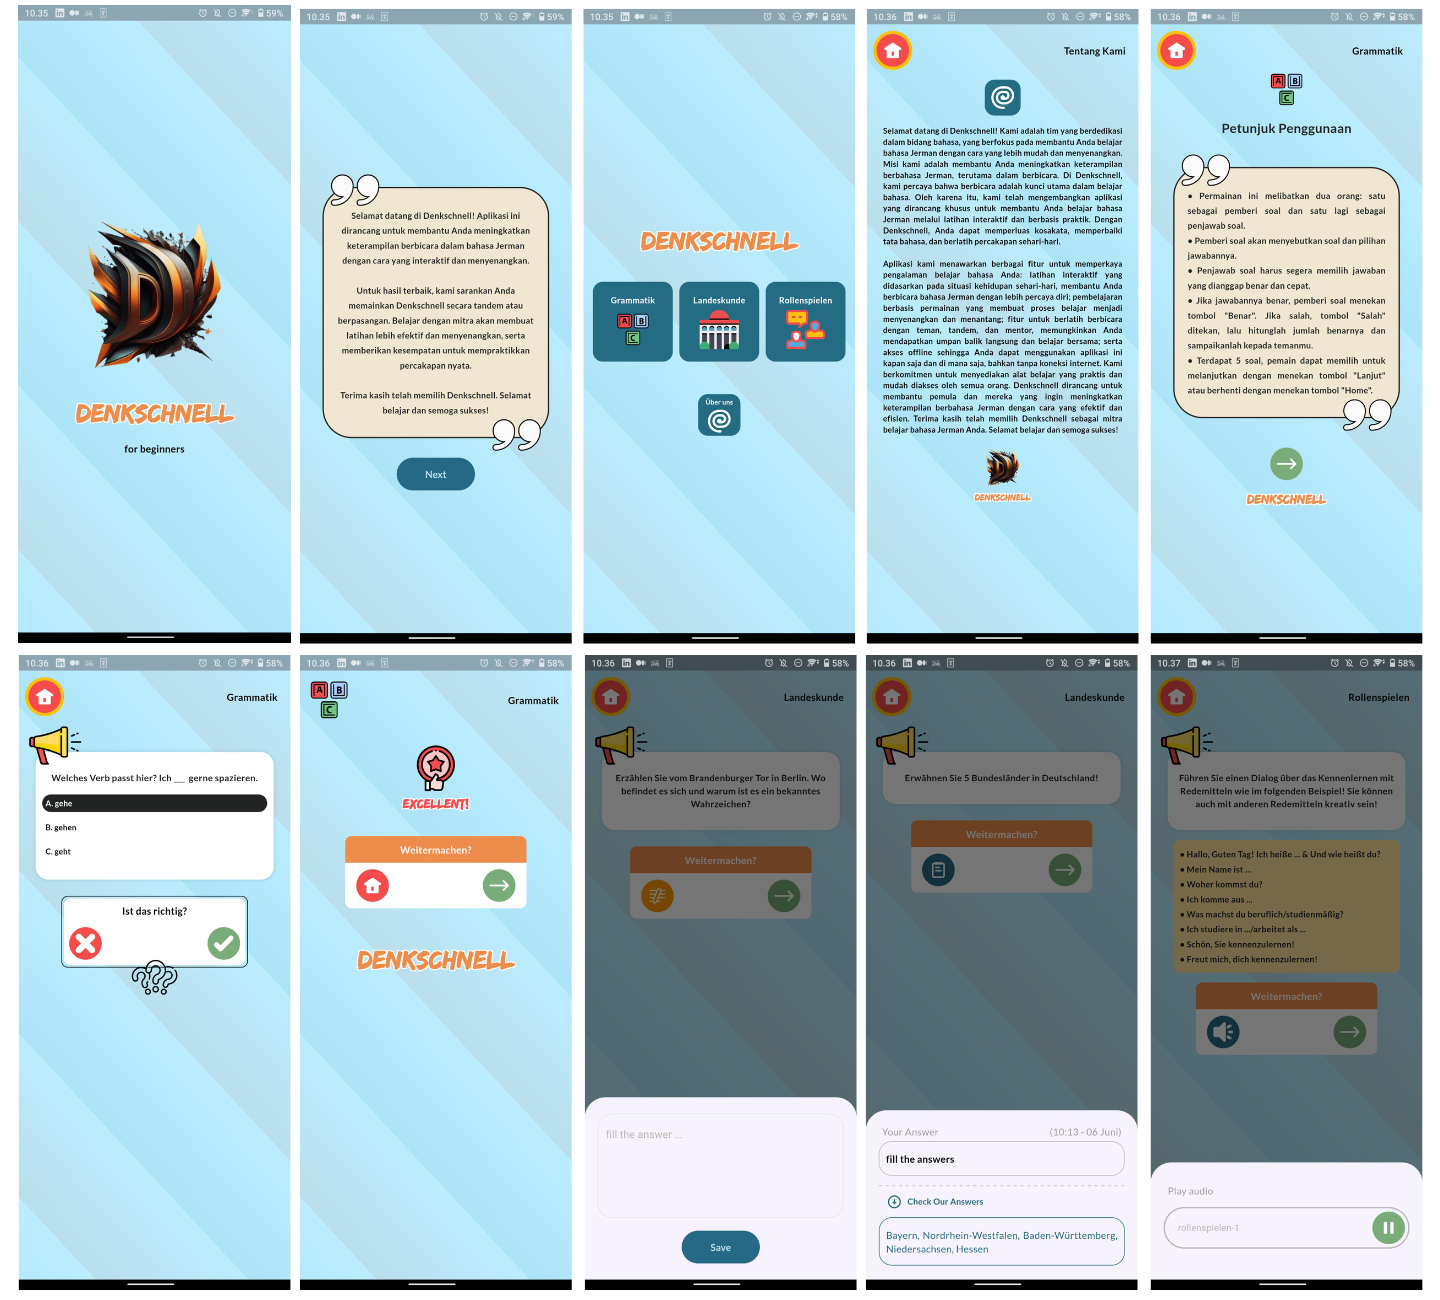 10.35
59%
DENKSCHNELL
for beginners
10.35
59%
Selamat datang di Denkschnell! Aplikasi ini
dirancang untuk membantu Anda meningkatkan
keterampilan berbicara dalam bahasa Jerman
dengan cara yang interaktif dan menyenangkan.
Untuk hasil terbaik, kami sarankan Anda
memainkan Denkschnell secara tandem atau
berpasangan. Belajar dengan mitra akan membuat
latihan lebih efektif dan menyenangkan, serta
memberikan kesempatan untuk mempraktikkan
percakapan nyata.
Terima kasih telah memilih Denkschnell. Selamat
belajar dan semoga sukses!
Next
10.35
58%
DENKSCHNELL
Grammatik
Landeskunde
Rollenspielen
A B
C
Über uns
10.36
58%
Tentang Kami
Selamat datang di Denkschnell! Kami adalah tim yang berdedikasi
dalam bidang bahasa, yang berfokus pada membantu Anda belajar
bahasa Jerman dengan cara yang lebih mudah dan menyenangkan.
Misi kami adalah membantu Anda meningkatkan keterampilan
berbahasa Jerman, terutama dalam berbicara. Di Denkschnell,
kami percaya bahwa berbicara adalah kunci utama dalam belajar
bahasa. Oleh karena itu, kami telah mengembangkan aplikasi
yang dirancang khusus untuk membantu Anda belajar bahasa
Jerman melalui latihan interaktif dan berbasis praktik. Dengan
Denkschnell, Anda dapat memperluas kosakata, memperbaiki
tata bahasa, dan berlatih percakapan sehari-hari.
Aplikasi kami menawarkan berbagai fitur untuk memperkaya
pengalaman belajar bahasa Anda: latihan interaktif yang
didasarkan pada situasi kehidupan sehari-hari, membantu Anda
berbicara bahasa Jerman dengan lebih percaya diri; pembelajaran
berbasis permainan yang membuat proses belajar menjadi
menyenangkan dan menantang; fitur untuk berlatih berbicara
dengan teman, tandem, dan mentor, memungkinkan Anda
mendapatkan umpan balik langsung dan belajar bersama; serta
akses offline sehingga Anda dapat menggunakan aplikasi ini
kapan saja dan di mana saja, bahkan tanpa koneksi internet. Kami
berkomitmen untuk menyediakan alat belajar yang praktis dan
mudah diakses oleh semua orang. Denkschnell dirancang untuk
membantu pemula dan mereka yang ingin meningkatkan
keterampilan berbahasa Jerman dengan cara yang efektif dan
efisien. Terima kasih telah memilih Denkschnell sebagai mitra
belajar bahasa Jerman Anda. Selamat belajar dan semoga sukses!
DENKSCHNELL
10.36
58%
Grammatik
A B
C
Petunjuk Penggunaan
• Permainan ini melibatkan dua orang: satu
sebagai pemberi soal dan satu lagi sebagai
penjawab soal.
• Pemberi soal akan menyebutkan soal dan pilihan
jawabannya.
• Penjawab soal harus segera memilih jawaban
yang dianggap benar dan cepat.
• Jika jawabannya benar, pemberi soal menekan
tombol "Benar". Jika salah, tombol "Salah"
ditekan, lalu hitunglah jumlah benarnya dan
sampaikanlah kepada temanmu.
• Terdapat 5 soal, pemain dapat memilih untuk
melanjutkan dengan menekan tombol "Lanjut"
atau berhenti dengan menekan tombol "Home".
DENKSCHNELL
10.36
58%
Grammatik
Welches Verb passt hier? Ich __ gerne spazieren.
A. gehe
B. gehen
C. geht
Ist das richtig?
10.36
58%
A B
C
Grammatik
EXCELLENT!
Weitermachen?
DENKSCHNELL
10.36
58%
Landeskunde
Erzählen Sie vom Brandenburger Tor in Berlin. Wo
befindet es sich und warum ist es ein bekanntes
Wahrzeichen?
Weitermachen?
fill the answer ...
Save
10.36
58%
Landeskunde
Erwähnen Sie 5 Bundesländer in Deutschland!
Weitermachen?
Your Answer
(10:13 - 06 Juni)
fill the answers
Check Our Answers
Bayern, Nordrhein-Westfalen, Baden-Württemberg,
Niedersachsen, Hessen
10.37
58%
Rollenspielen
Führen Sie einen Dialog über das Kennenlernen mit
Redemitteln wie im folgenden Beispiel! Sie können
auch mit anderen Redemitteln kreativ sein!
• Hallo, Guten Tag! Ich heiße ... & Und wie heißt du?
• Mein Name ist ...
• Woher kommst du?
• Ich komme aus ...
• Was machst du beruflich/studienmäßig?
• Ich studiere in .../arbeitet als ...
• Schön, Sie kennenzulernen!
• Freut mich, dich kennenzulernen!
Weitermachen?
Play audio
rollenspielen-1